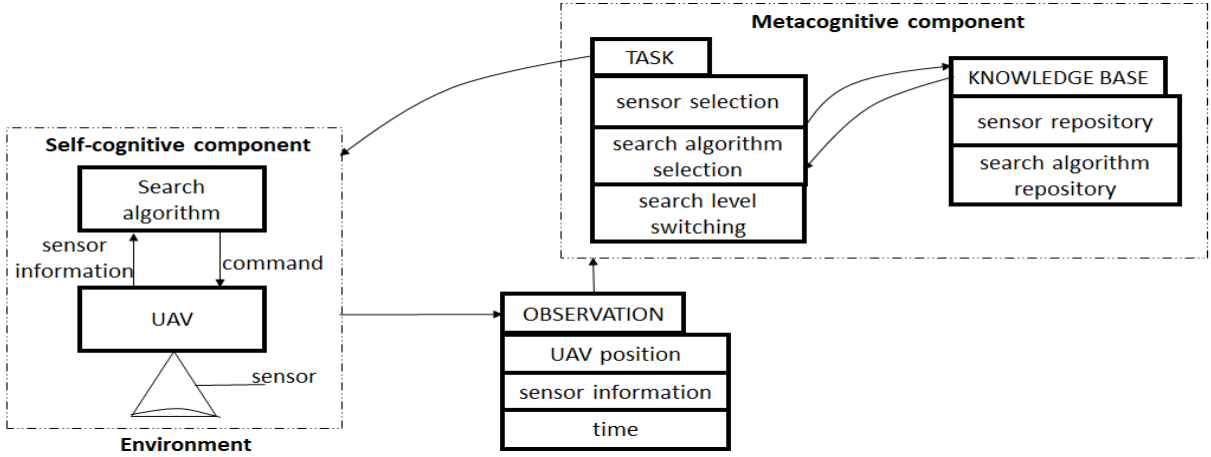 Metacognitive component
TASK
sensor selection
search algorithm
selection
search level
switching
KNOWLEDGE BASE
sensor repository
search algorithm
repository
Self-cognitive component
Search
algorithm
sensor
information
command
UAV
sensor
Environment
OBSERVATION
UAV position
sensor information
time